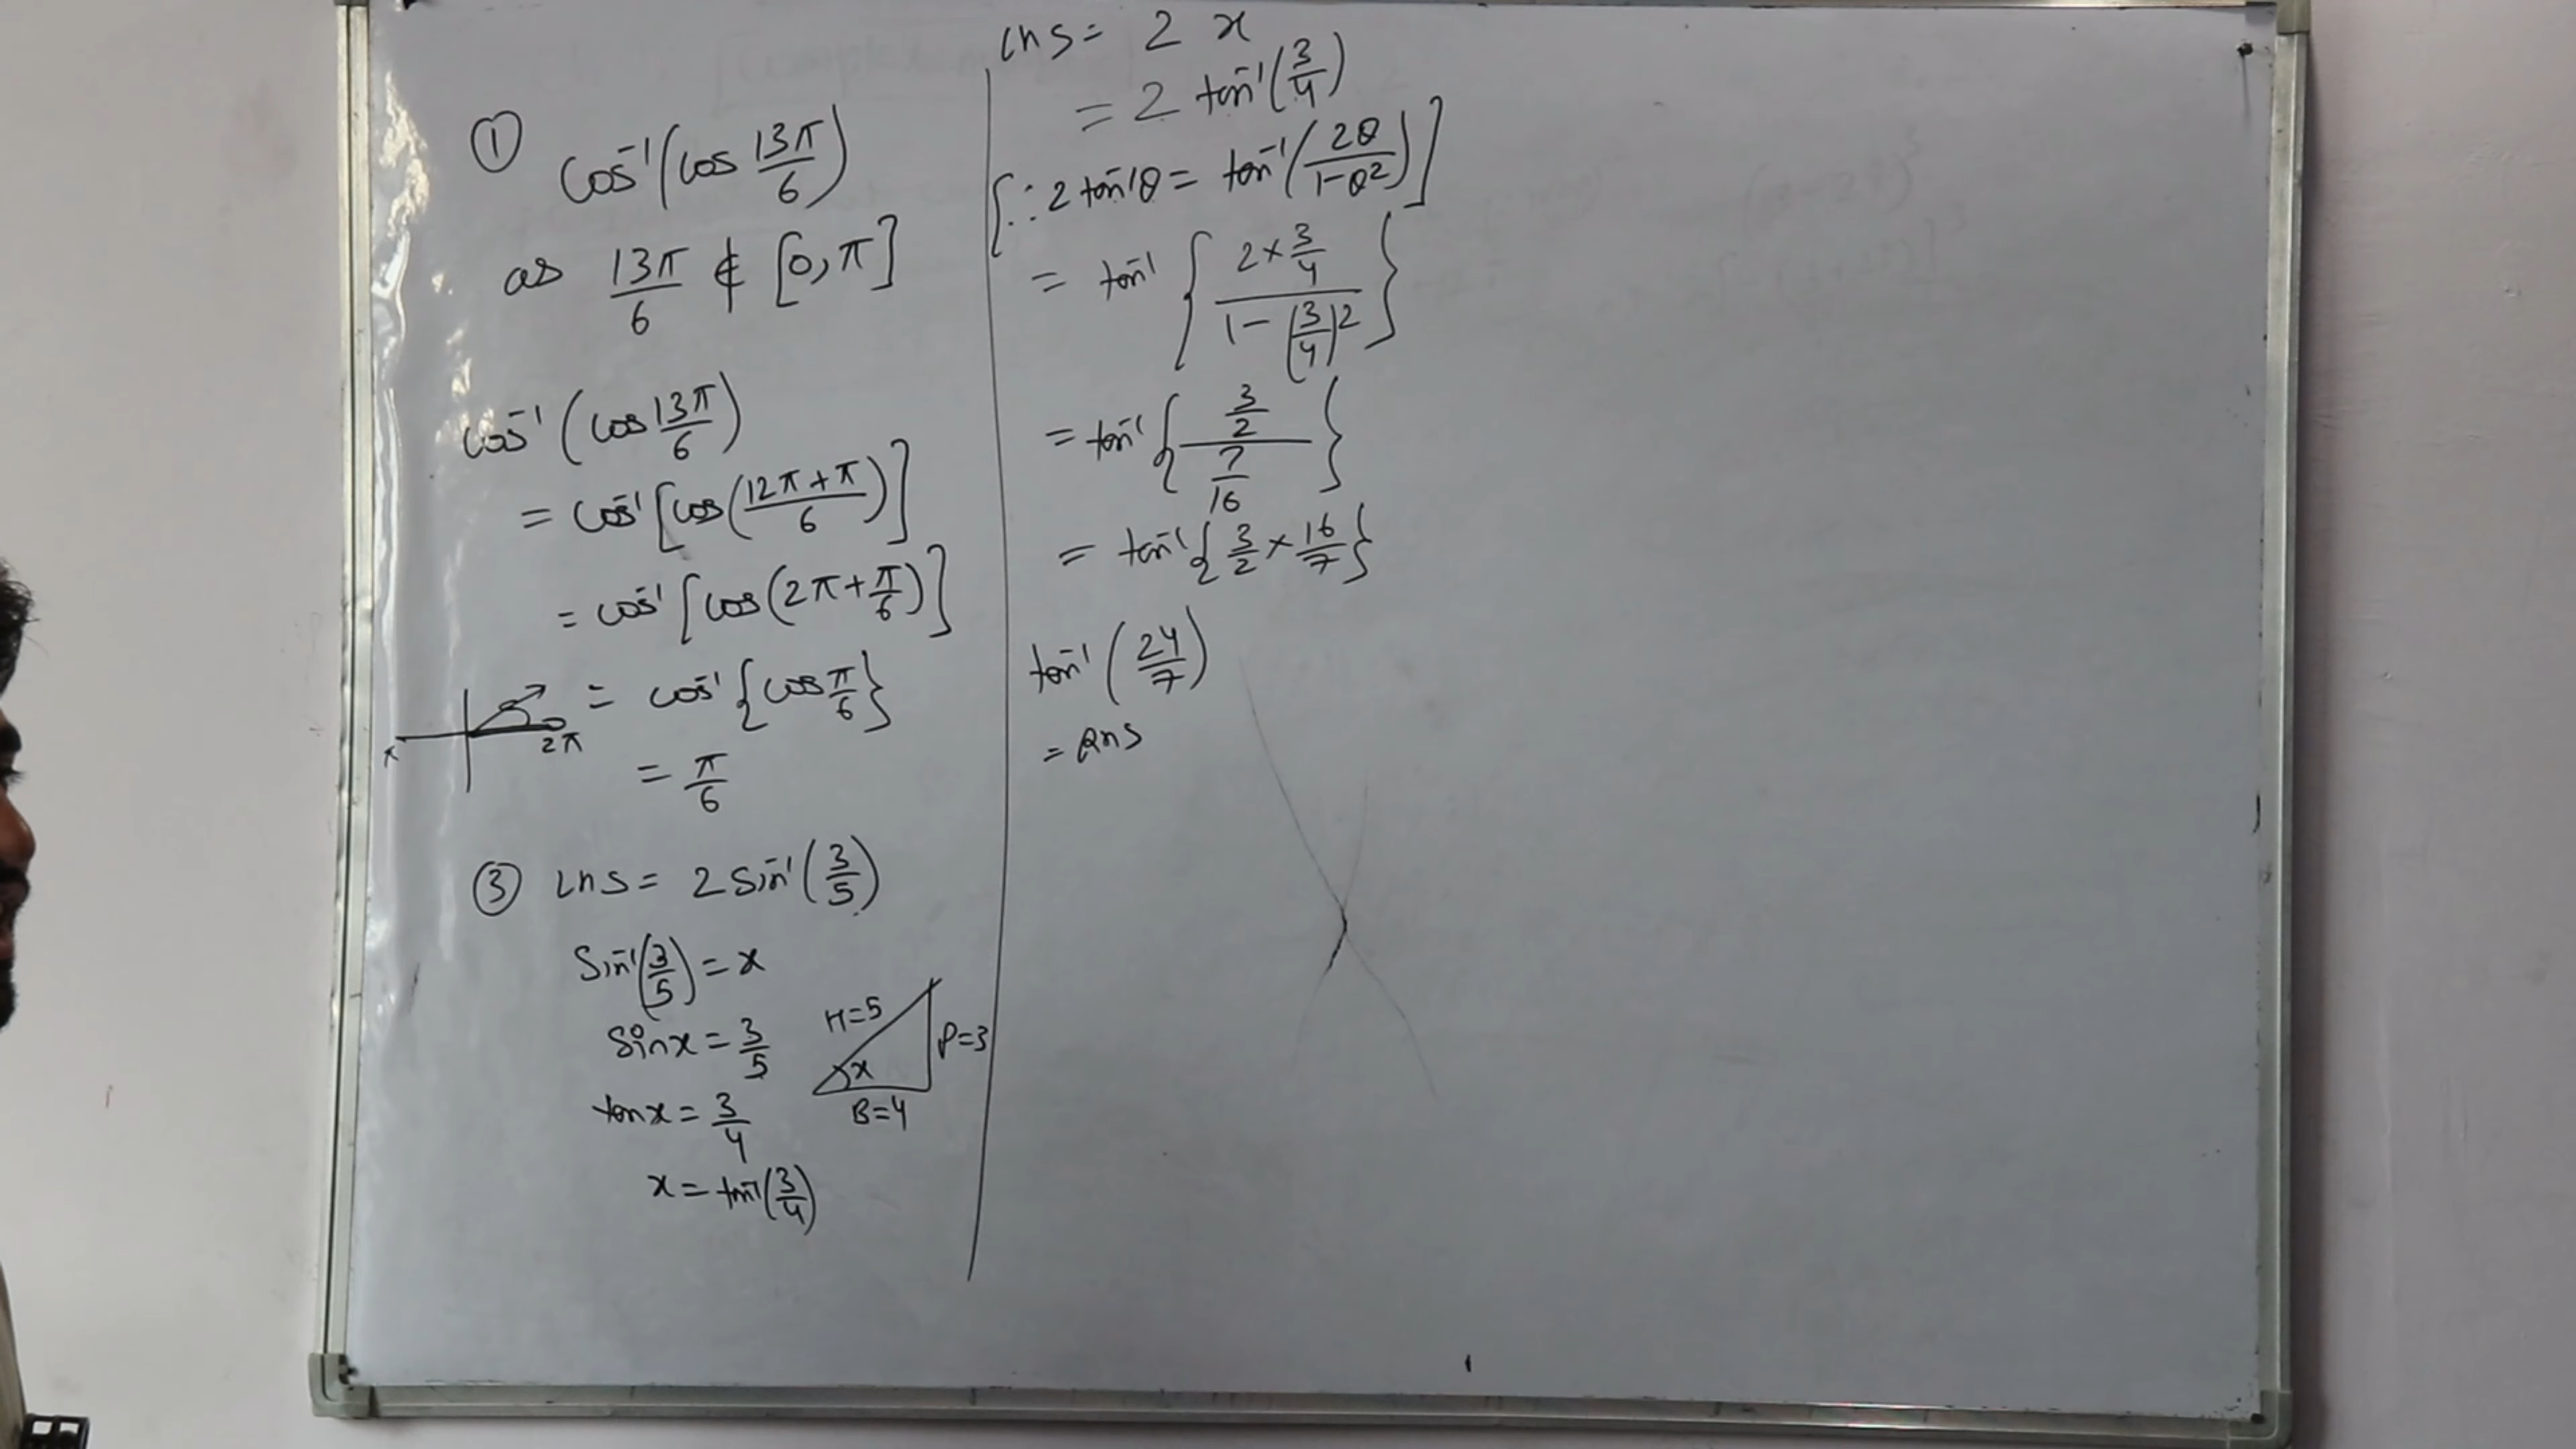 ①
cos⁻¹(cos 13π/6)
as 13π/6 ∉ [0, π]
cos⁻¹(cos 13π/6)
= cos⁻¹[cos(12π + π/6)]
= cos⁻¹[cos(2π + π/6)]
= cos⁻¹{cos π/6}
π 2π
= π/6
③ LHS = 2 sin⁻¹(3/5)
sin⁻¹(3/5) = x
sin x = 3/5
tan x = 3/4
x = tan⁻¹(3/4)
H=5
P=3
x
B=4
LHS = 2 x
= 2 tan⁻¹(3/4)
[∵ 2 tan⁻¹θ = tan⁻¹(2θ/1-θ²)]
= tan⁻¹{2×3/4 / 1-(3/4)²}
= tan⁻¹{3/2 / 7/16}
= tan⁻¹{3/2 × 16/7}
tan⁻¹(24/7)
= RHS